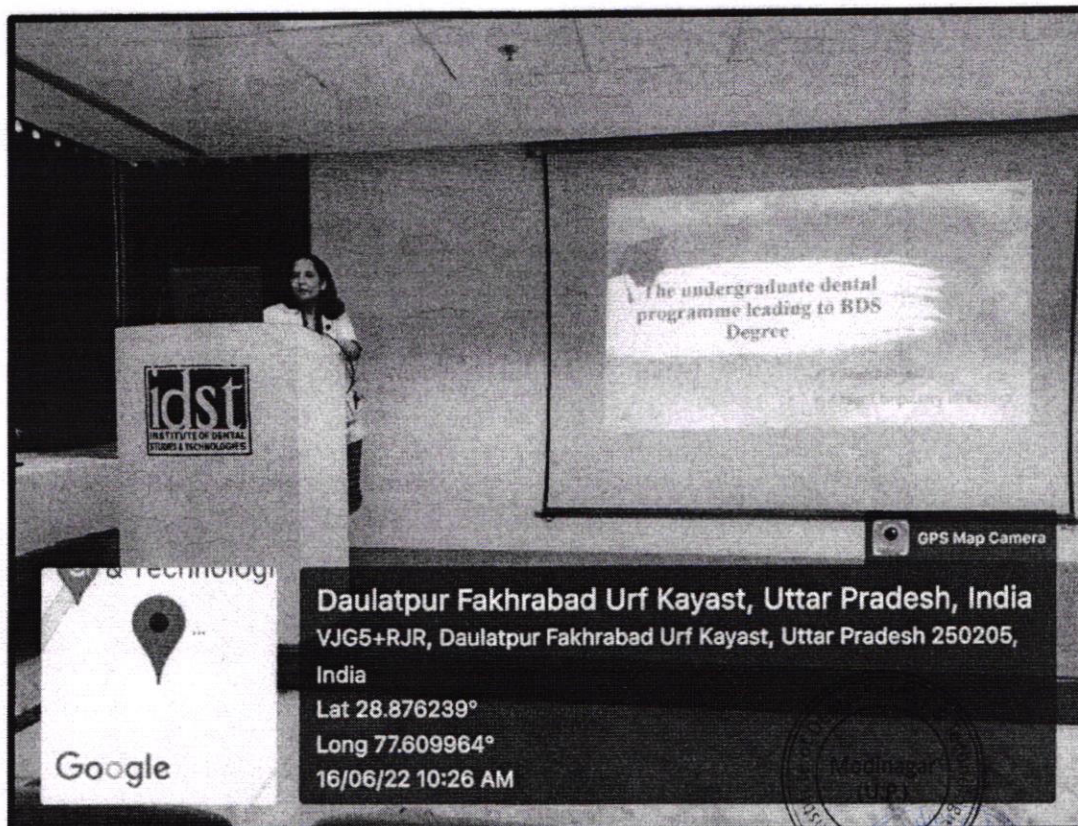 The undergraduate dental
programme leading to BDS
Degree
idst
INSTITUTE OF DENTAL
STUDIES & TECHNOLOGIES
GPS Map Camera
& Technologi
...
Google
Daulatpur Fakhrabad Urf Kayast, Uttar Pradesh, India
VJG5+RJR, Daulatpur Fakhrabad Urf Kayast, Uttar Pradesh 250205,
India
Lat 28.876239°
Long 77.609964°
16/06/22 10:26 AM
Modinagar
(U.P.)